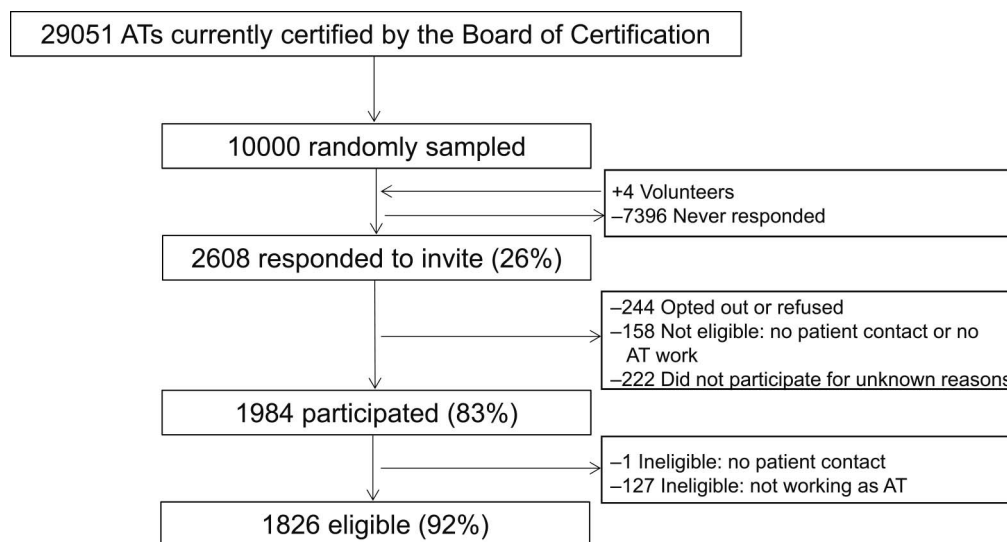 29051 ATs currently certified by the Board of Certification
10000 randomly sampled
+4 Volunteers
–7396 Never responded
2608 responded to invite (26%)
–244 Opted out or refused
–158 Not eligible: no patient contact or no
AT work
–222 Did not participate for unknown reasons
1984 participated (83%)
–1 Ineligible: no patient contact
–127 Ineligible: not working as AT
1826 eligible (92%)